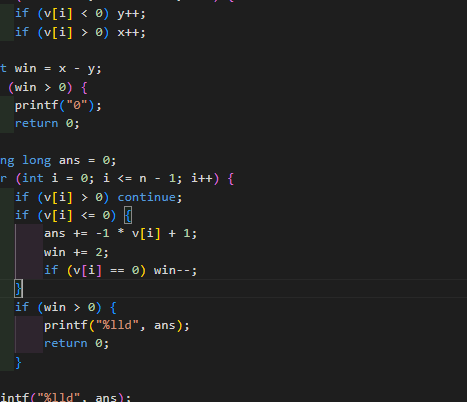 if (v[i] < 0) y++;
if (v[i] > 0) x++;
t win = x - y;
(win > 0) {
printf("0");
return 0;
ng long ans = 0;
r (int i = 0; i <= n - 1; i++) {
if (v[i] > 0) continue;
if (v[i] <= 0) {
ans += -1 * v[i] + 1;
win += 2;
if (v[i] == 0) win--;
}
if (win > 0) {
printf("%lld", ans);
return 0;
}
intf("%lld", ans);